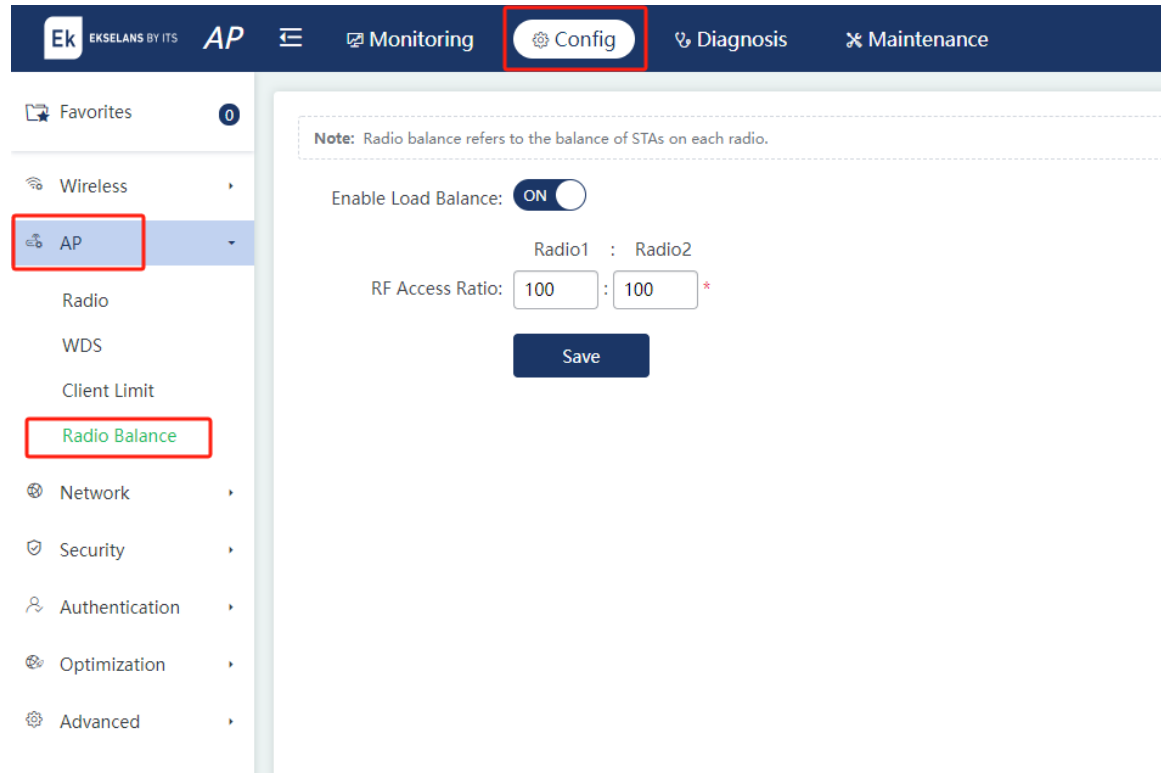 Ek EKSELANS BY ITS AP Monitoring Config Diagnosis Maintenance
Favorites 0
Note: Radio balance refers to the balance of STAs on each radio.
Wireless
Enable Load Balance: ON
AP
Radio1 : Radio2
RF Access Ratio: 100 : 100 *
Radio
WDS
Save
Client Limit
Radio Balance
Network
Security
Authentication
Optimization
Advanced